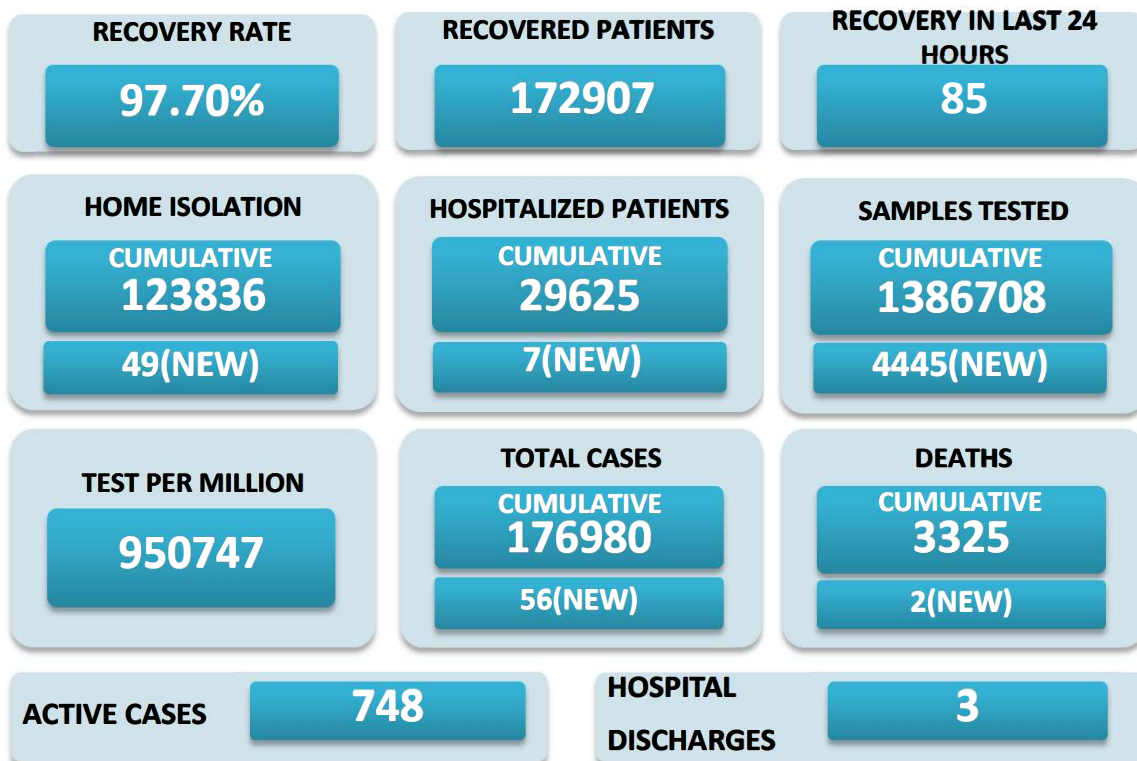 RECOVERY RATE
97.70%
RECOVERED PATIENTS
172907
RECOVERY IN LAST 24
HOURS
85
HOME ISOLATION
CUMULATIVE
123836
49(NEW)
HOSPITALIZED PATIENTS
CUMULATIVE
29625
7(NEW)
SAMPLES TESTED
CUMULATIVE
1386708
4445(NEW)
TEST PER MILLION
950747
TOTAL CASES
CUMULATIVE
176980
56(NEW)
DEATHS
CUMULATIVE
3325
2(NEW)
ACTIVE CASES
748
HOSPITAL
DISCHARGES
3